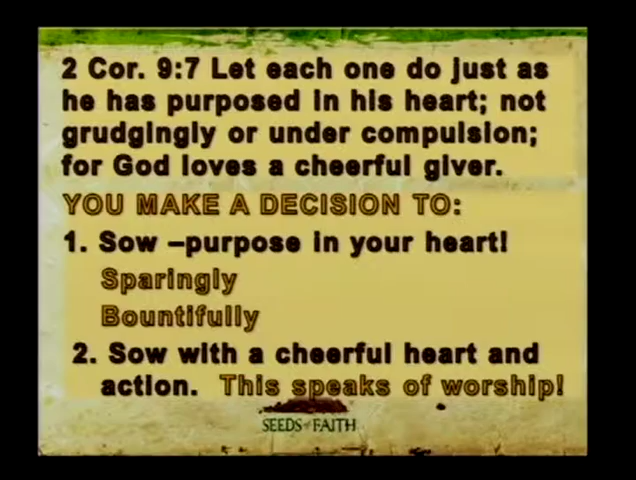 2 Cor. 9:7 Let each one do just as
he has purposed in his heart; not
grudgingly or under compulsion;
for God loves a cheerful giver.
YOU MAKE A DECISION TO:
1. Sow –purpose in your heart!
Sparingly
Bountifully
2. Sow with a cheerful heart and
action. This speaks of worship!
SEEDS of FAITH